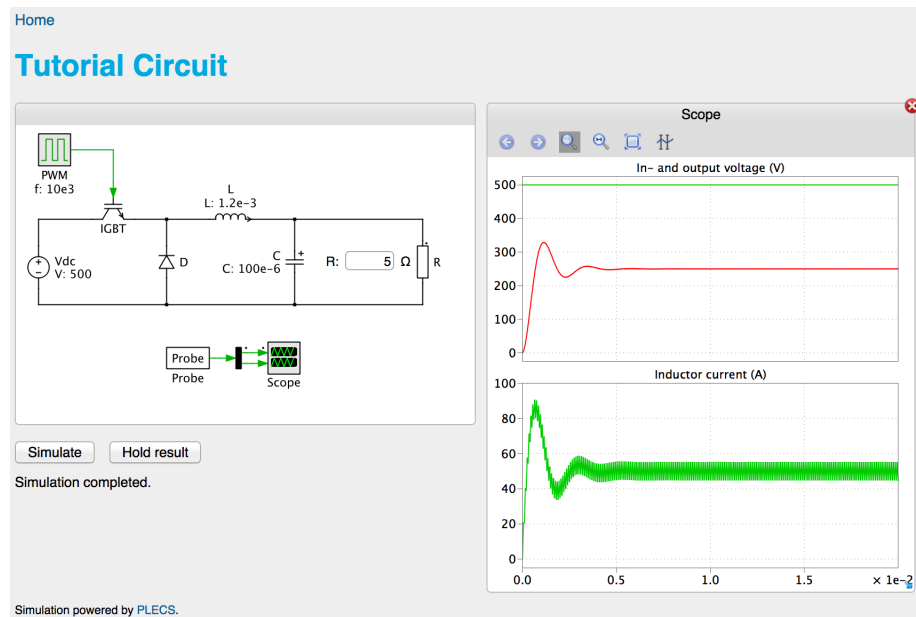 Home
Tutorial Circuit
PWM
f: 10e3
IGBT
L
L: 1.2e-3
Vdc
V: 500
D
C
C: 100e-6
+
R: 5 Ω
R
Probe
Probe
Scope
Simulate
Hold result
Simulation completed.
Simulation powered by PLECS.
Scope
In- and output voltage (V)
500
400
300
200
100
0
Inductor current (A)
100
80
60
40
20
0
0.0 0.5 1.0 1.5 × 1e-2